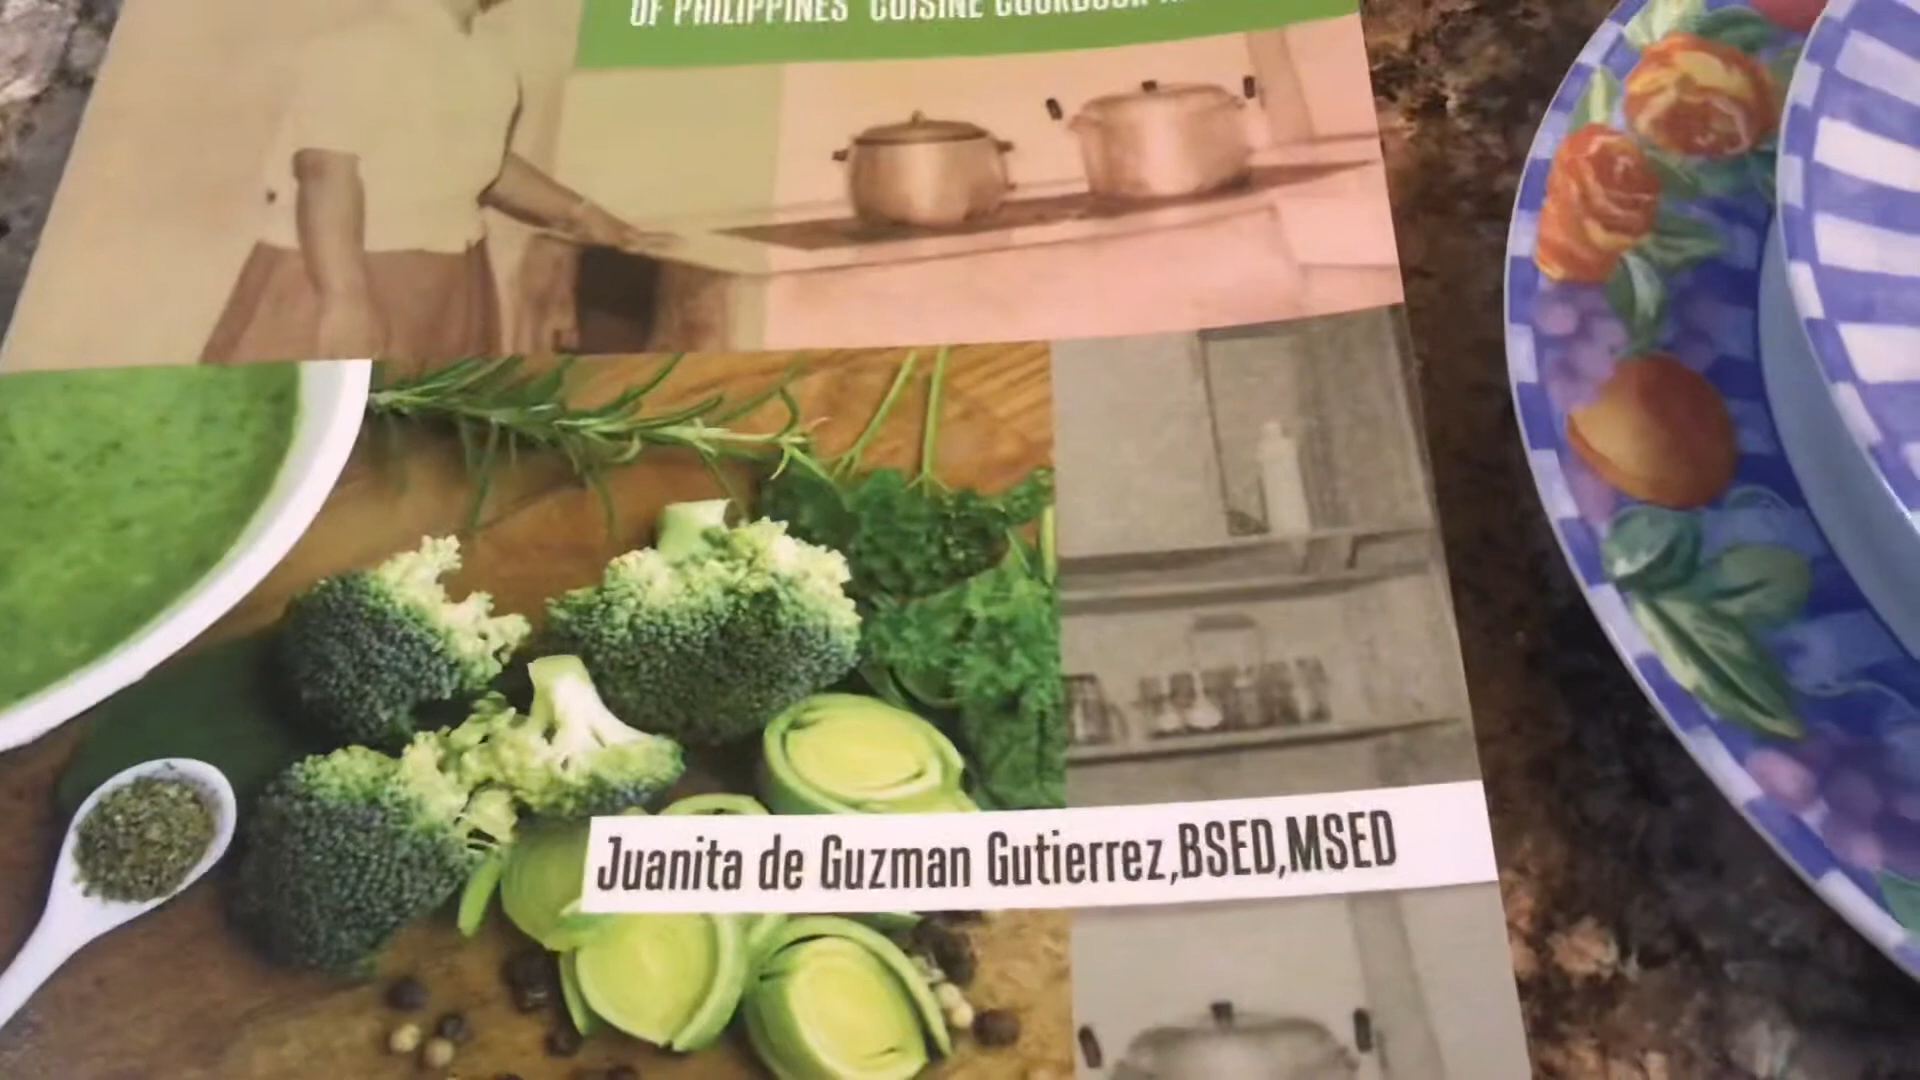 OF PHILIPPINES' CUISINE COOKBOOK
Juanita de Guzman Gutierrez,BSED,MSED